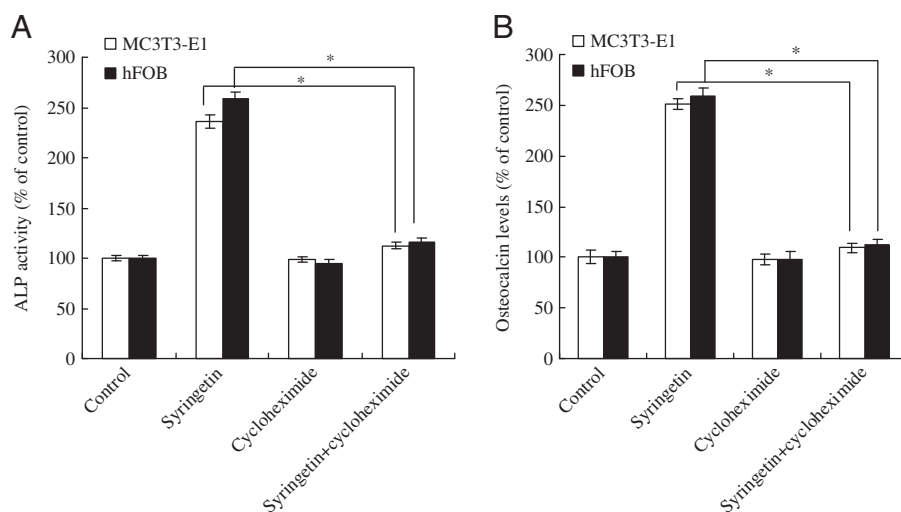 A
MC3T3-E1
hFOB
ALP activity (% of control)
300
250
200
150
100
50
0
*
*
Control
Syringetin
Cycloheximide
Syringetin+cycloheximide
B
MC3T3-E1
hFOB
Osteocalcin levels (% of control)
300
250
200
150
100
50
0
*
*
Control
Syringetin
Cycloheximide
Syringetin+cycloheximide